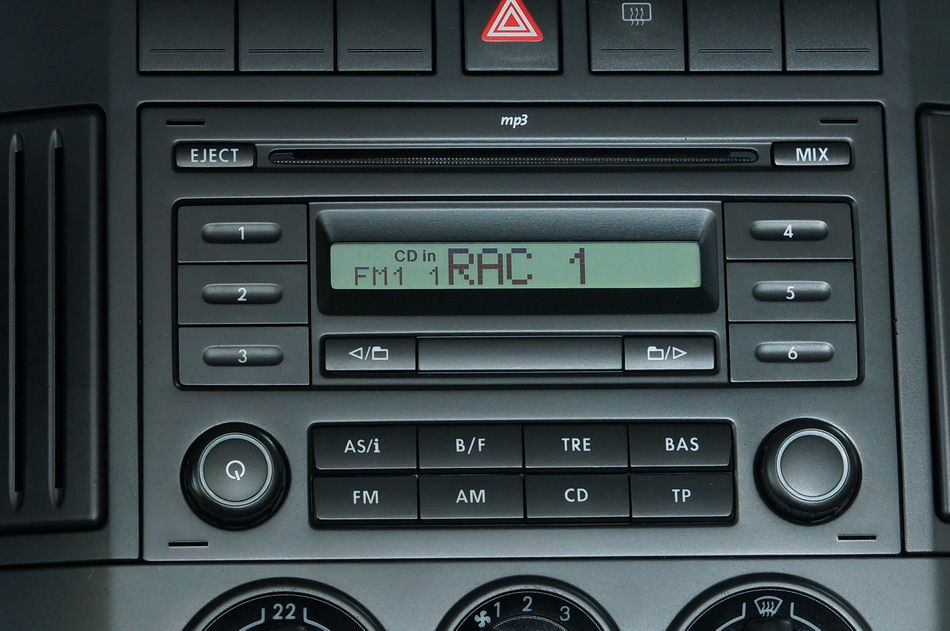 mp3
EJECT MIX
1 4
CD in
FM1 1 RAC 1
2 5
3 6
AS/i B/F TRE BAS
FM AM CD TP
22 1 2 3